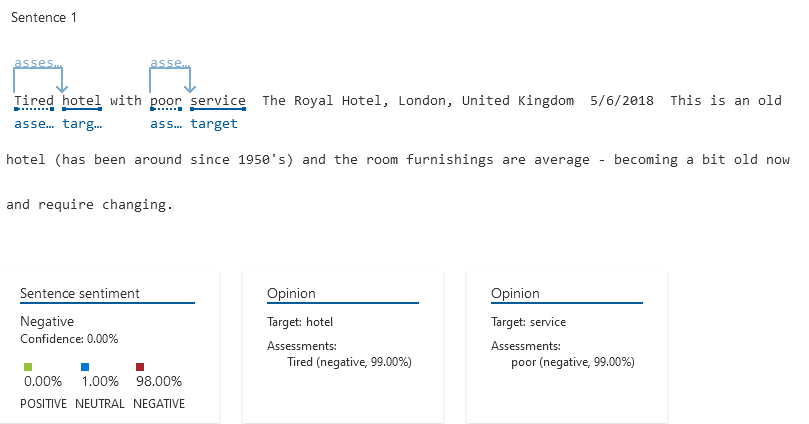 Sentence 1
asses… asse…
Tired hotel with poor service The Royal Hotel, London, United Kingdom 5/6/2018 This is an old
asse… targ… ass… target
hotel (has been around since 1950's) and the room furnishings are average - becoming a bit old now
and require changing.
Sentence sentiment
Negative
Confidence: 0.00%
0.00% 1.00% 98.00%
POSITIVE NEUTRAL NEGATIVE
Opinion
Target: hotel
Assessments:
Tired (negative, 99.00%)
Opinion
Target: service
Assessments:
poor (negative, 99.00%)